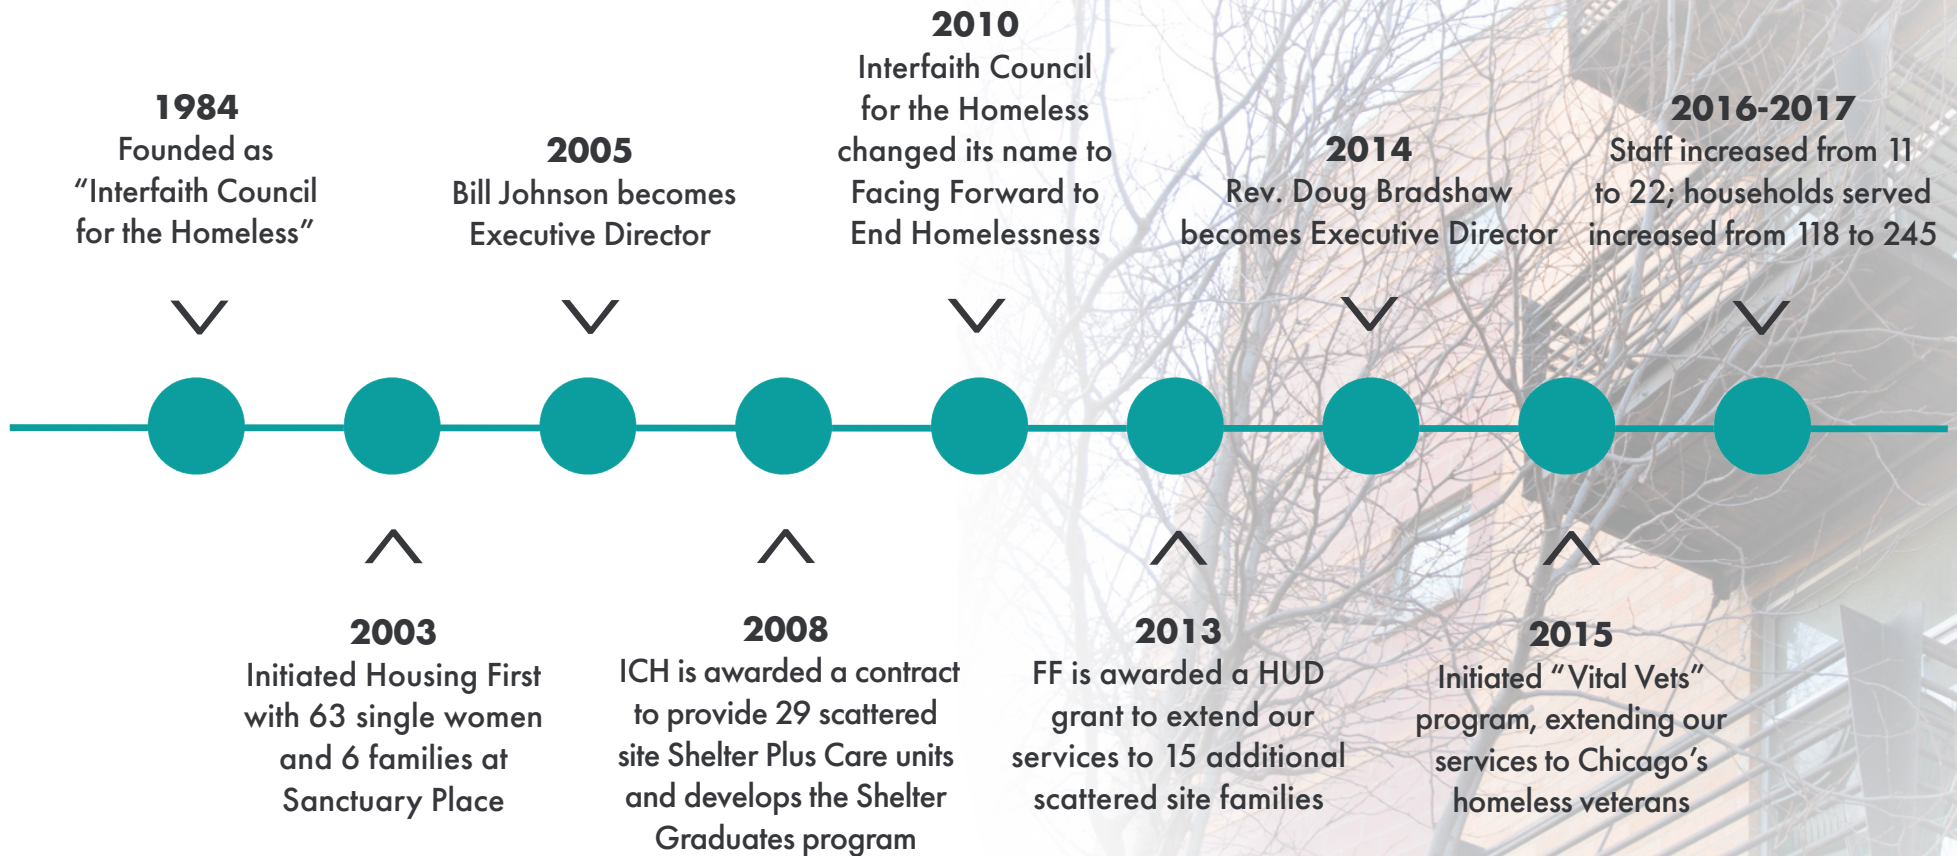 1984
Founded as
“Interfaith Council
for the Homeless”
2003
Initiated Housing First
with 63 single women
and 6 families at
Sanctuary Place
2005
Bill Johnson becomes
Executive Director
2008
ICH is awarded a contract
to provide 29 scattered
site Shelter Plus Care units
and develops the Shelter
Graduates program
2010
Interfaith Council
for the Homeless
changed its name to
Facing Forward to
End Homelessness
2013
FF is awarded a HUD
grant to extend our
services to 15 additional
scattered site families
2014
Rev. Doug Bradshaw
becomes Executive Director
2015
Initiated “Vital Vets”
program, extending our
services to Chicago’s
homeless veterans
2016-2017
Staff increased from 11
to 22; households served
increased from 118 to 245